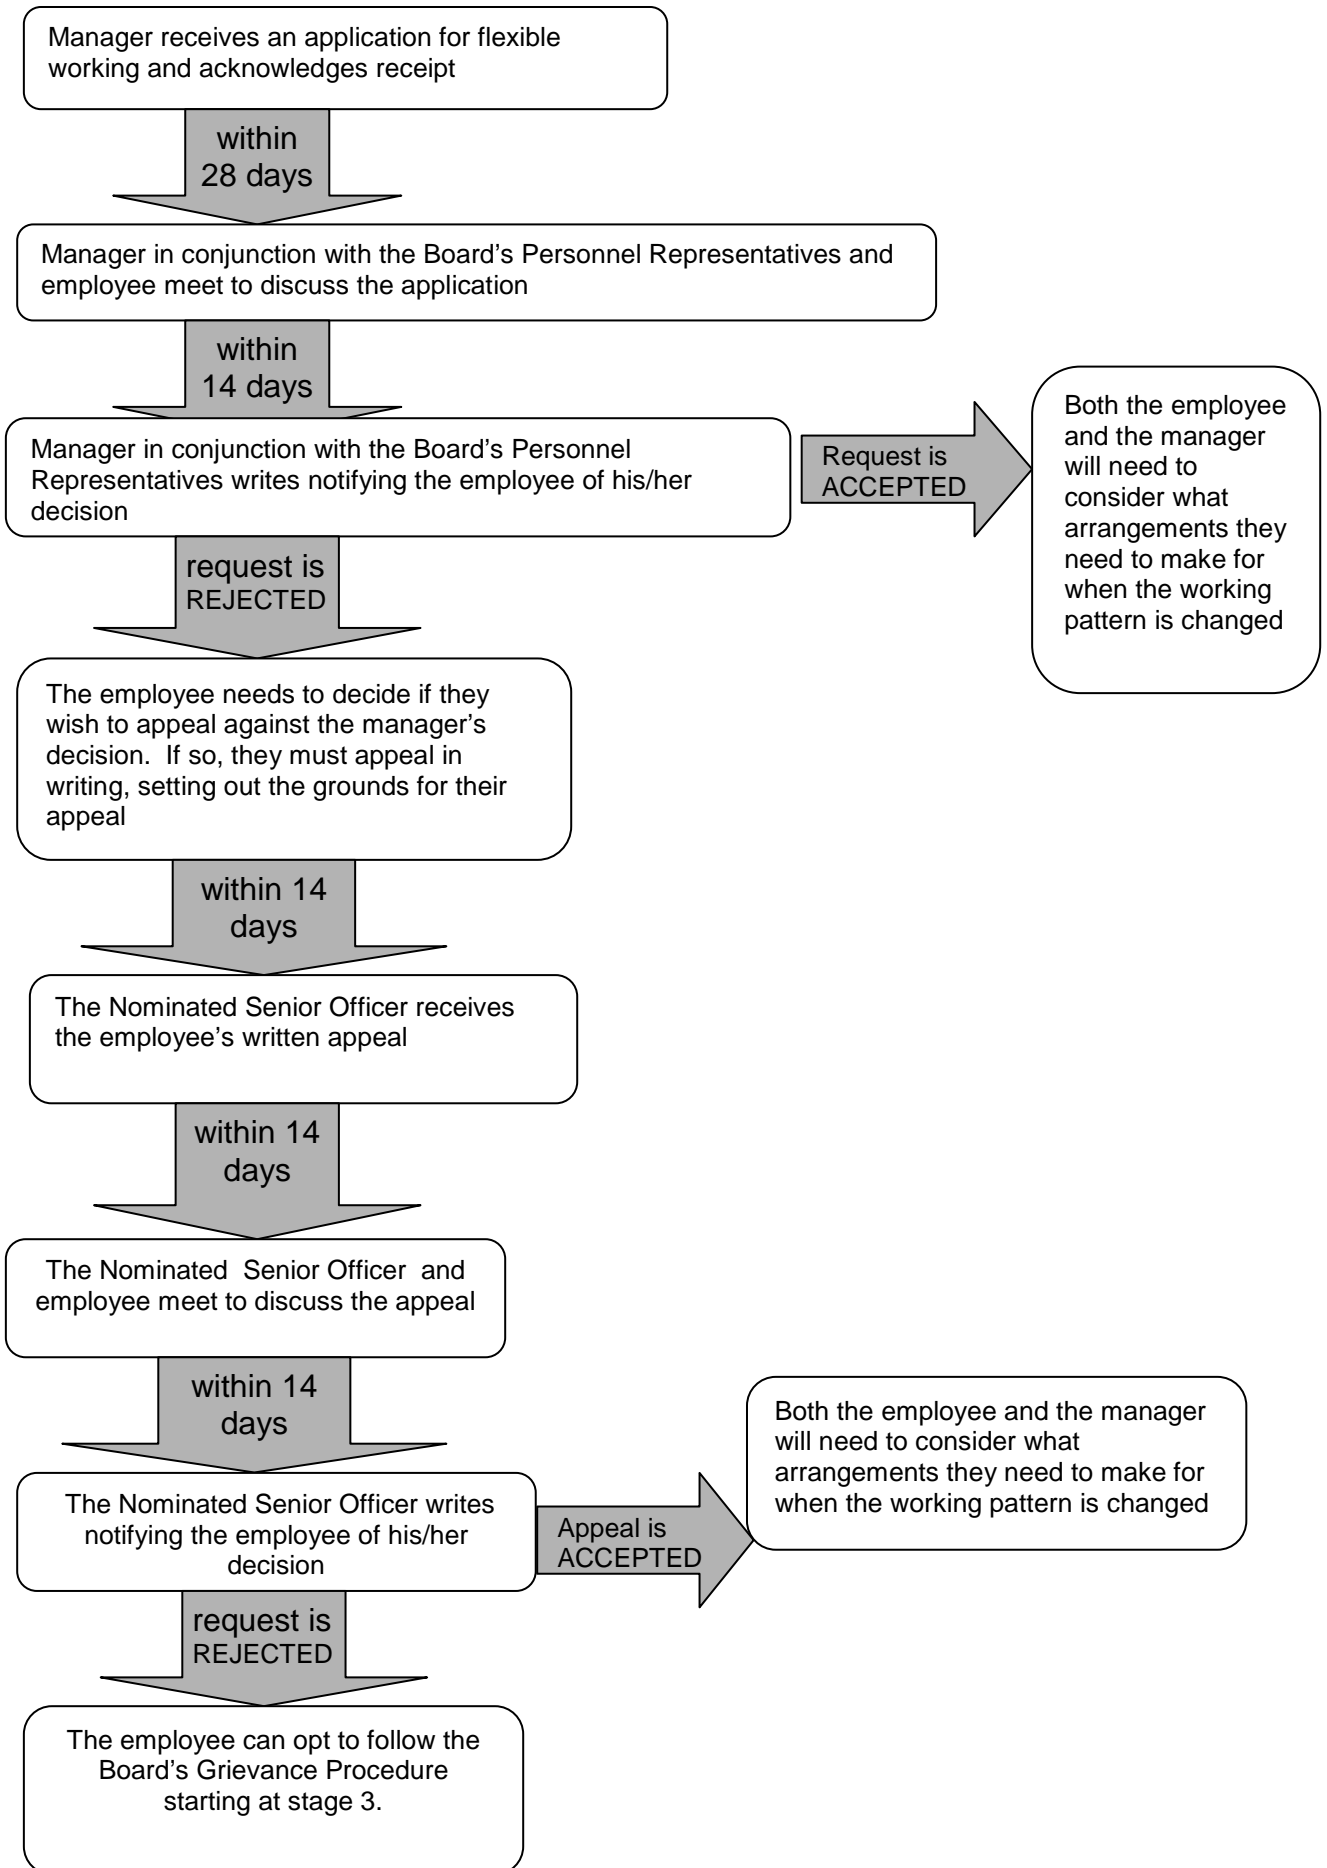 Manager receives an application for flexible
working and acknowledges receipt
within
28 days
Manager in conjunction with the Board’s Personnel Representatives and
employee meet to discuss the application
within
14 days
Manager in conjunction with the Board’s Personnel
Representatives writes notifying the employee of his/her
decision
Request is
ACCEPTED
Both the employee
and the manager
will need to
consider what
arrangements they
need to make for
when the working
pattern is changed
request is
REJECTED
The employee needs to decide if they
wish to appeal against the manager’s
decision.  If so, they must appeal in
writing, setting out the grounds for their
appeal
within 14
days
The Nominated Senior Officer receives
the employee’s written appeal
within 14
days
The Nominated  Senior Officer  and
employee meet to discuss the appeal
within 14
days
The Nominated Senior Officer writes
notifying the employee of his/her
decision
Appeal is
ACCEPTED
Both the employee and the manager
will need to consider what
arrangements they need to make for
when the working pattern is changed
request is
REJECTED
The employee can opt to follow the
Board’s Grievance Procedure
starting at stage 3.